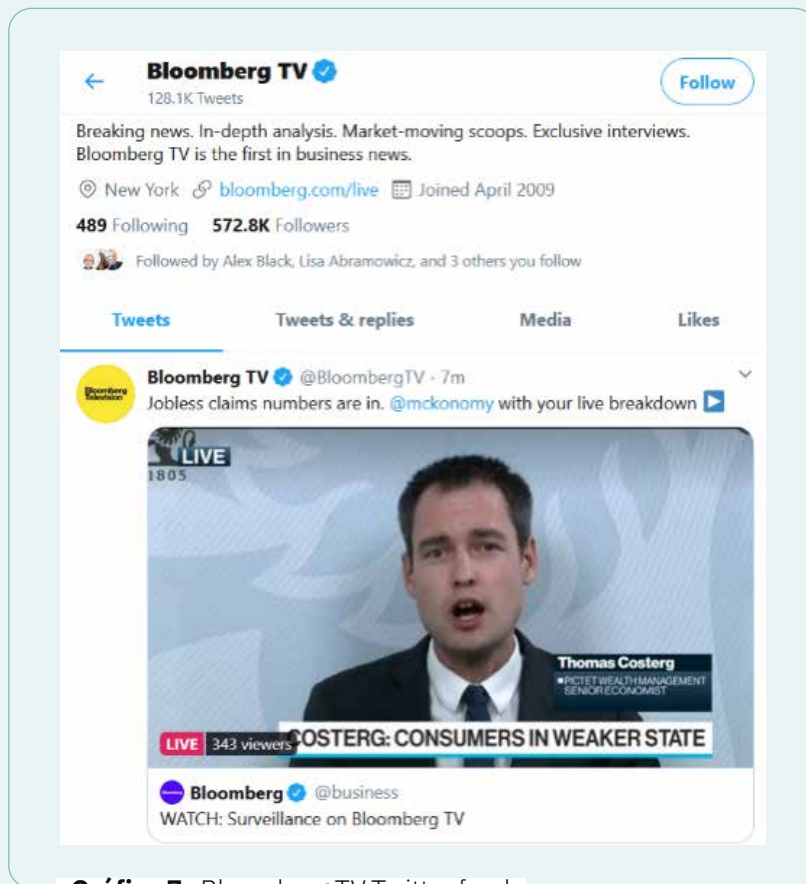 Bloomberg TV
128.1K Tweets
Follow
Breaking news. In-depth analysis. Market-moving scoops. Exclusive interviews.
Bloomberg TV is the first in business news.
New York bloomberg.com/live Joined April 2009
489 Following 572.8K Followers
Followed by Alex Black, Lisa Abramowicz, and 3 others you follow
Tweets Tweets & replies Media Likes
Bloomberg Television
Bloomberg TV @BloombergTV · 7m
Jobless claims numbers are in. @mckonomy with your live breakdown
LIVE
1805
Thomas Costerg
PICTET WEALTH MANAGEMENT
SENIOR ECONOMIST
COSTERG: CONSUMERS IN WEAKER STATE
LIVE 343 viewers
Bloomberg @business
WATCH: Surveillance on Bloomberg TV